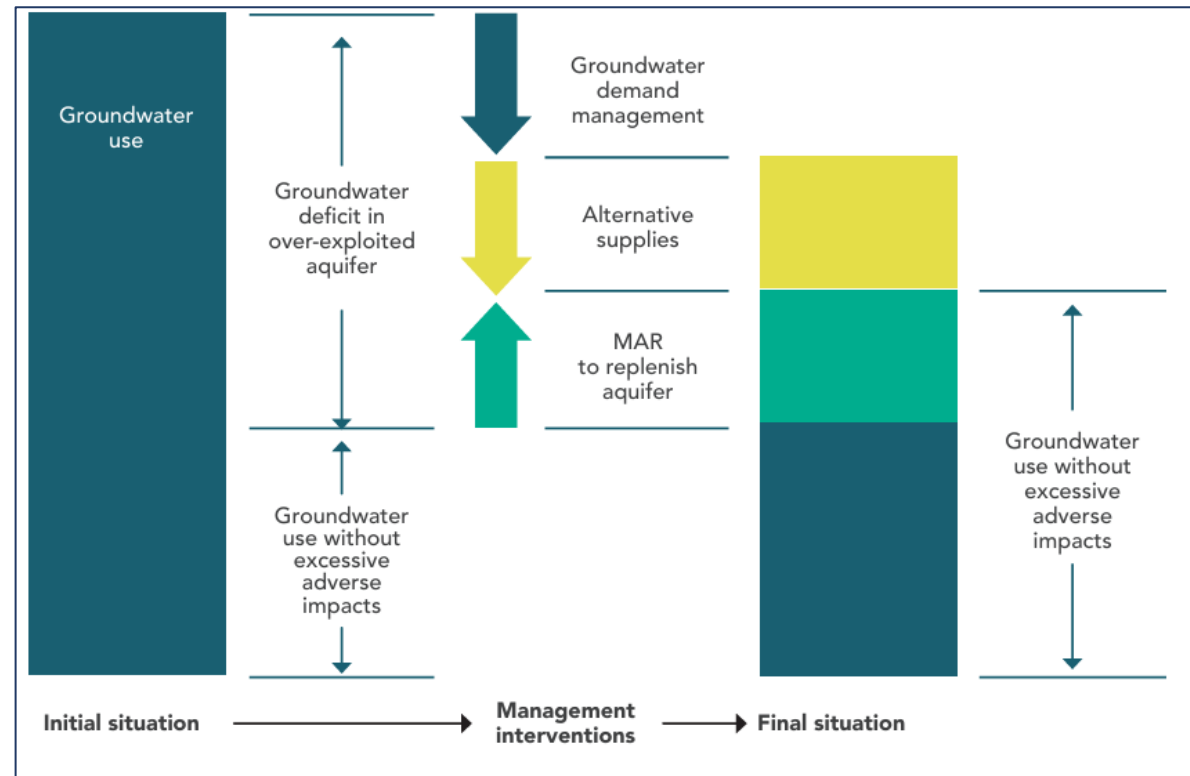 Groundwater
use
Groundwater
deficit in
over-exploited
aquifer
Groundwater
use without
excessive
adverse
impacts
Groundwater
demand
management
Alternative
supplies
MAR
to replenish
aquifer
Groundwater
use without
excessive
adverse
impacts
Initial situation
Management
interventions
Final situation